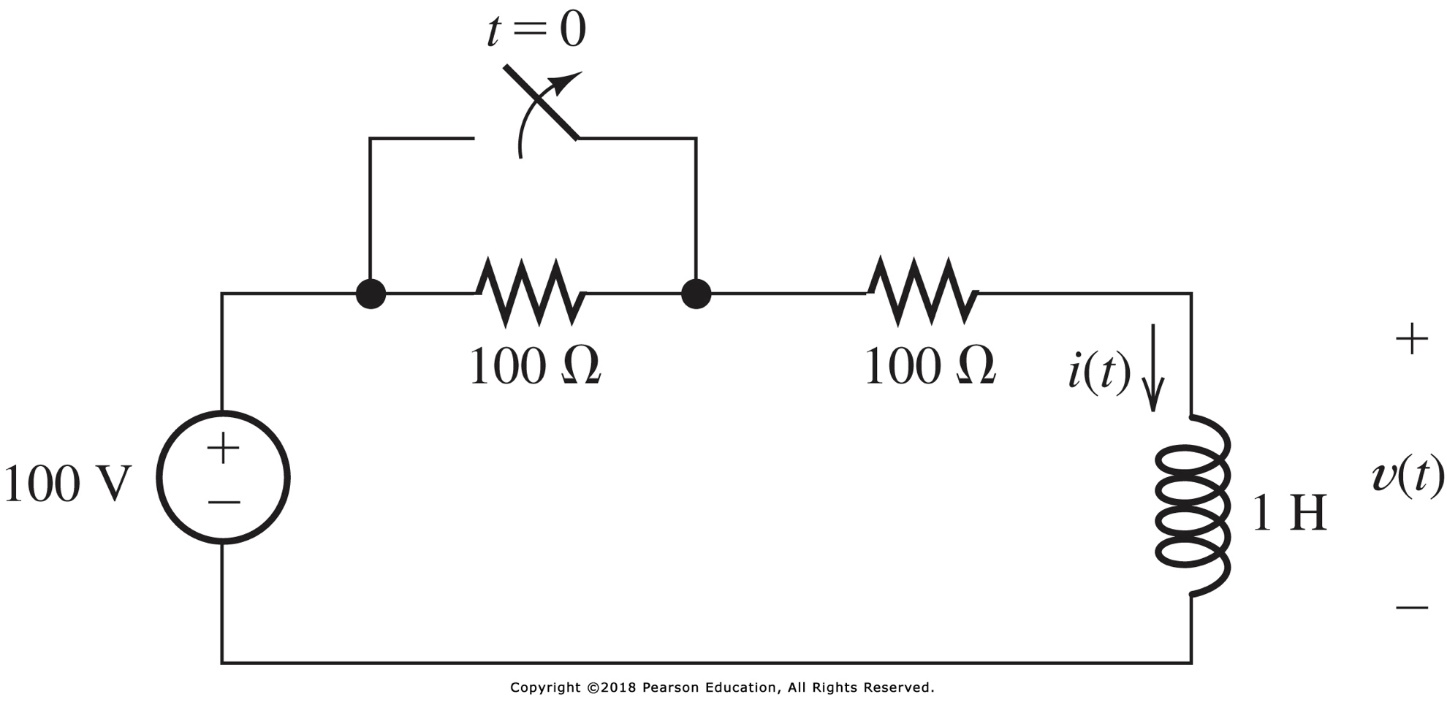 t = 0
100 Ω
100 Ω
i(t)
+
100 V
+
−
1 H
v(t)
−
Copyright ©2018 Pearson Education, All Rights Reserved.